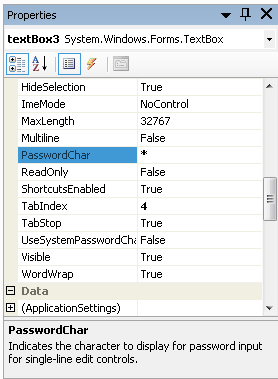 Properties
textBox3 System.Windows.Forms.TextBox
HideSelection True
ImeMode NoControl
MaxLength 32767
Multiline False
PasswordChar *
ReadOnly False
ShortcutsEnabled True
TabIndex 4
TabStop True
UseSystemPasswordCha False
Visible True
WordWrap True
Data
(ApplicationSettings)
PasswordChar
Indicates the character to display for password input
for single-line edit controls.